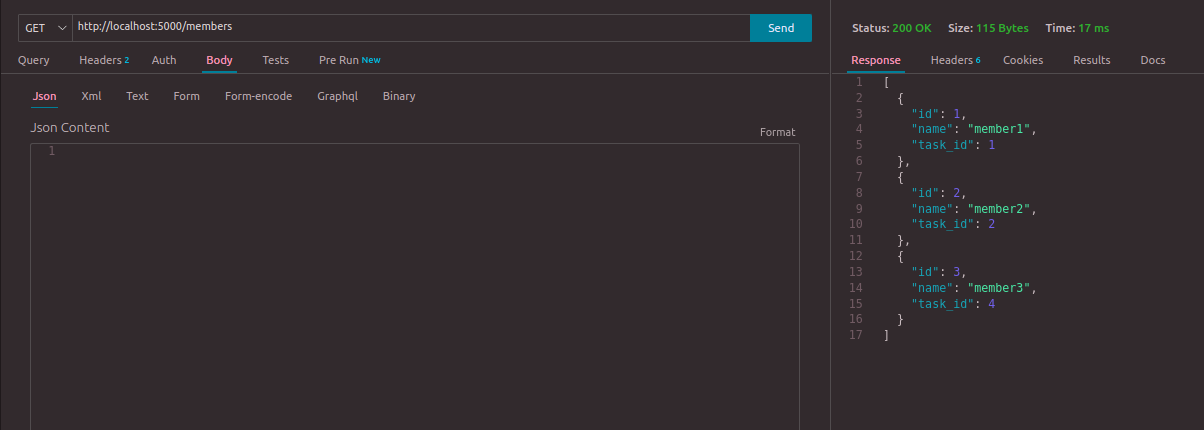 GET http://localhost:5000/members Send
Query Headers 2 Auth Body Tests Pre Run New
Json Xml Text Form Form-encode Graphql Binary
Json Content
Format
1
Status: 200 OK Size: 115 Bytes Time: 17 ms
Response Headers 6 Cookies Results Docs
1 [
2 {
3 "id": 1,
4 "name": "member1",
5 "task_id": 1
6 },
7 {
8 "id": 2,
9 "name": "member2",
10 "task_id": 2
11 },
12 {
13 "id": 3,
14 "name": "member3",
15 "task_id": 4
16 }
17 ]